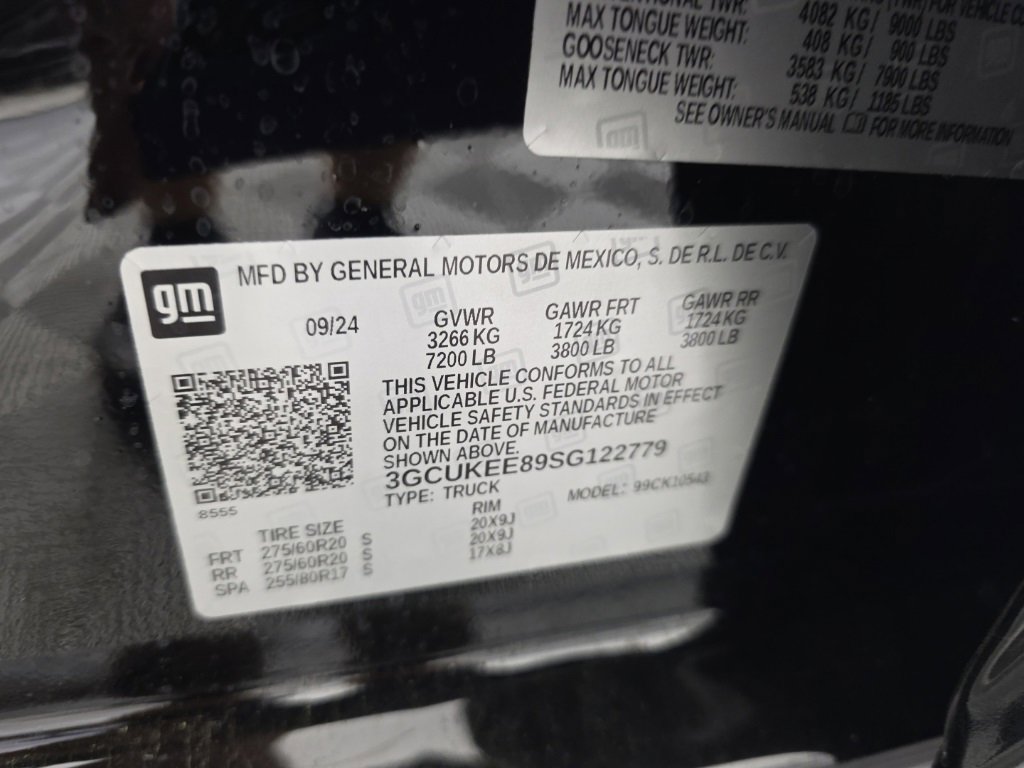 4082 KG/ 9000 LBS
MAX TONGUE WEIGHT: 408 KG/ 900 LBS
GOOSENECK TWR: 3583 KG/ 7900 LBS
MAX TONGUE WEIGHT: 538 KG/ 1185 LBS
SEE OWNER'S MANUAL FOR MORE INFORMATION
gm
gm
MFD BY GENERAL MOTORS DE MEXICO, S. DE R.L. DE C.V.
09/24
GVWR
3266 KG
7200 LB
GAWR FRT
1724 KG
3800 LB
GAWR RR
1724 KG
3800 LB
THIS VEHICLE CONFORMS TO ALL
APPLICABLE U.S. FEDERAL MOTOR
VEHICLE SAFETY STANDARDS IN EFFECT
ON THE DATE OF MANUFACTURE
SHOWN ABOVE.
3GCUKEE89SG122779
TYPE: TRUCK
MODEL: 99CK10543
8555
TIRE SIZE RIM
FRT 275/60R20 S 20X9J
RR 275/60R20 S 20X9J
SPA 255/80R17 S 17X8J